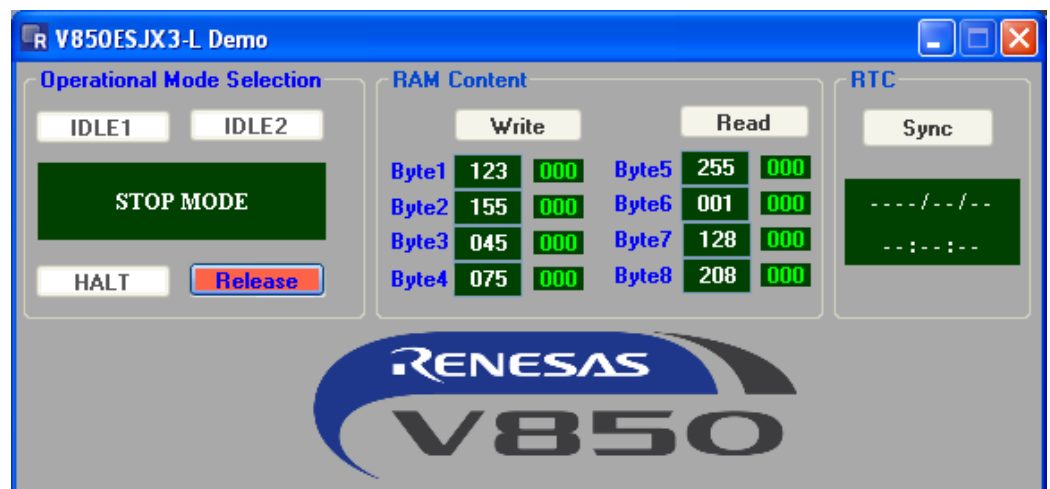 V850ESJX3-L Demo
Operational Mode Selection
IDLE1 IDLE2
STOP MODE
HALT Release
RAM Content
Write Read
Byte1 123 000 Byte5 255 000
Byte2 155 000 Byte6 001 000
Byte3 045 000 Byte7 128 000
Byte4 075 000 Byte8 208 000
RTC
Sync
----/--/--
--:--:--
RENESAS
V850